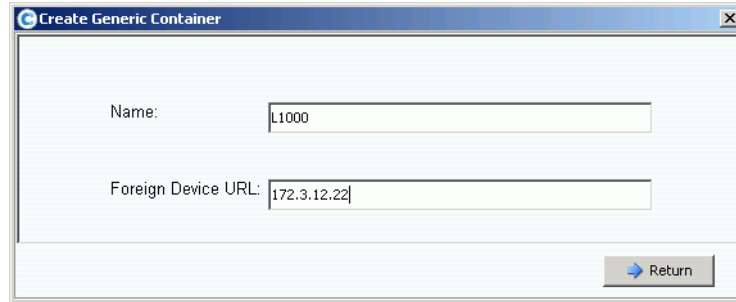 Create Generic Container
Name:
L1000
Foreign Device URL:
172.3.12.22
Return